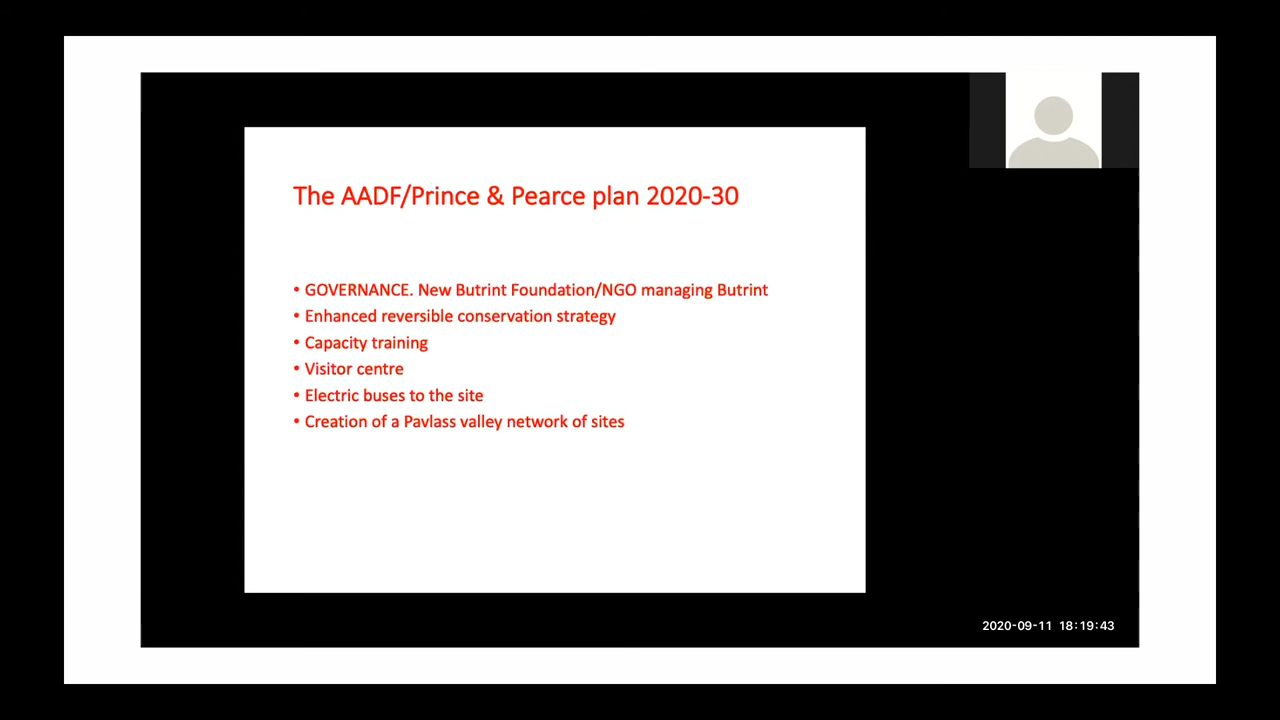 The AADF/Prince & Pearce plan 2020-30
• GOVERNANCE. New Butrint Foundation/NGO managing Butrint
• Enhanced reversible conservation strategy
• Capacity training
• Visitor centre
• Electric buses to the site
• Creation of a Pavlass valley network of sites
2020-09-11 18:19:43